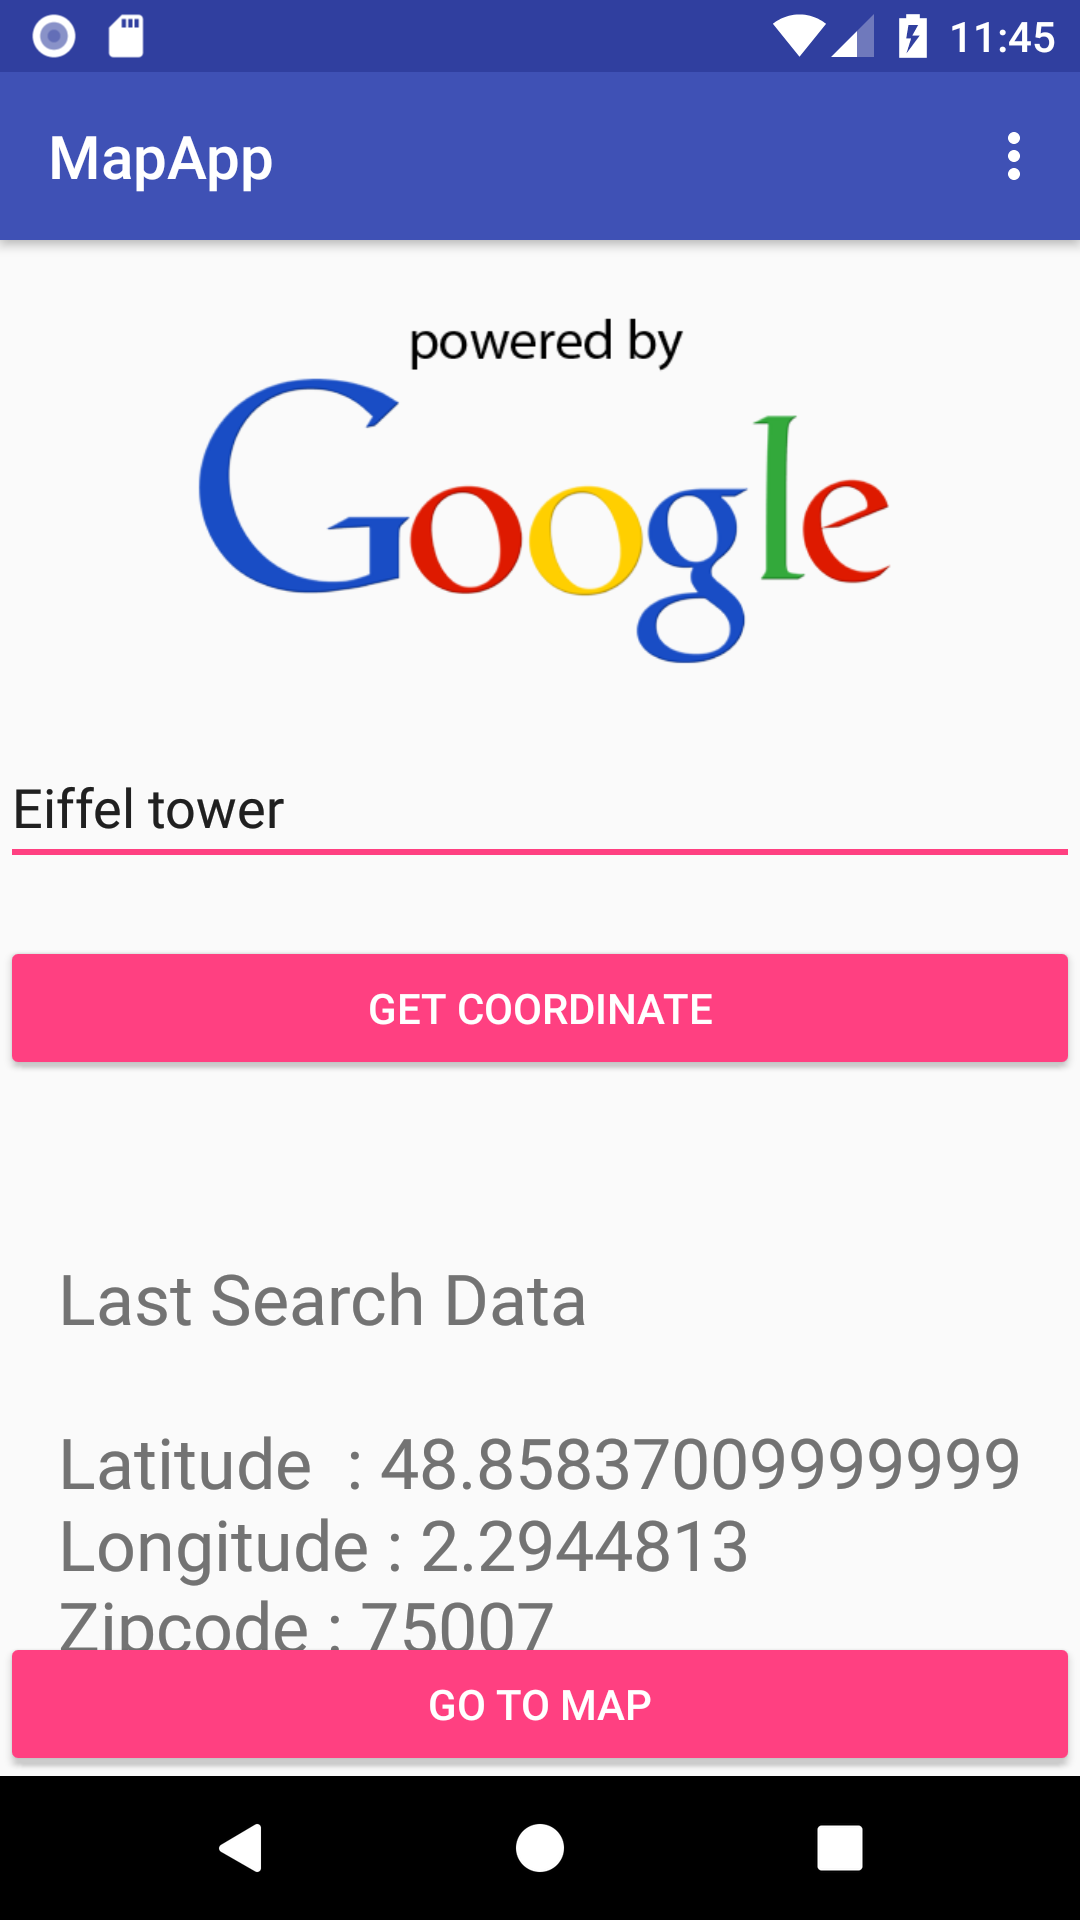 11:45
MapApp
powered by
Google
Eiffel tower
GET COORDINATE
Last Search Data
Latitude  : 48.85837009999999
Longitude : 2.2944813
Zipcode : 75007
GO TO MAP